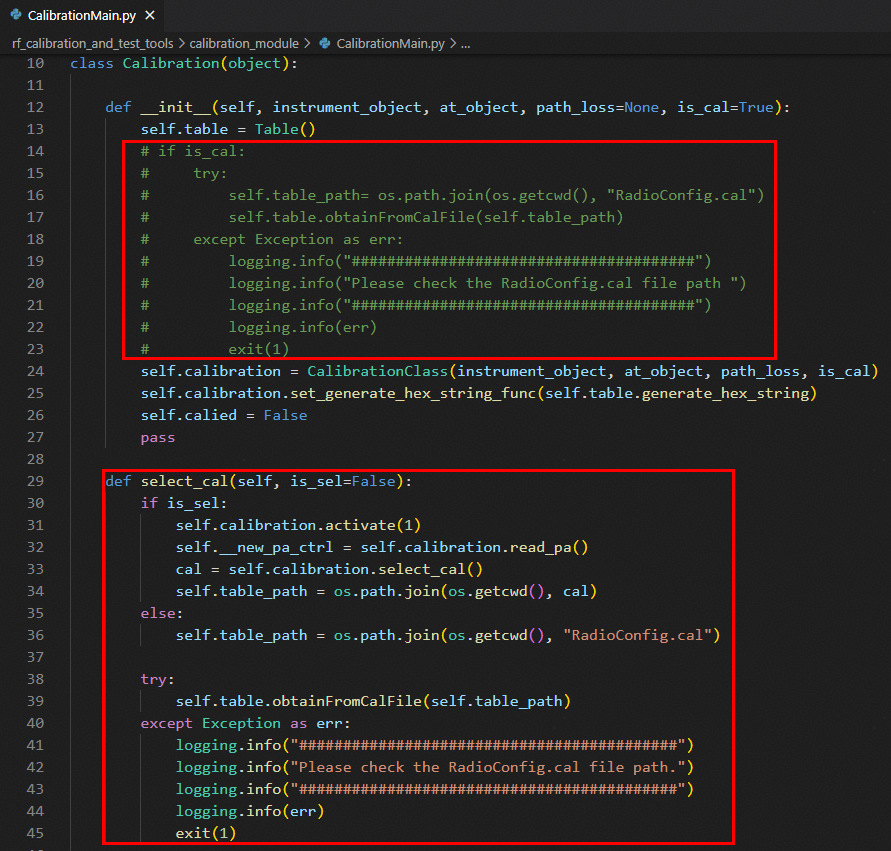 CalibrationMain.py
rf_calibration_and_test_tools > calibration_module > CalibrationMain.py > ...
10 class Calibration(object):
11
12 def __init__(self, instrument_object, at_object, path_loss=None, is_cal=True):
13 self.table = Table()
14 # if is_cal:
15 # try:
16 # self.table_path= os.path.join(os.getcwd(), "RadioConfig.cal")
17 # self.table.obtainFromCalFile(self.table_path)
18 # except Exception as err:
19 # logging.info("#######################################")
20 # logging.info("Please check the RadioConfig.cal file path ")
21 # logging.info("#######################################")
22 # logging.info(err)
23 # exit(1)
24 self.calibration = CalibrationClass(instrument_object, at_object, path_loss, is_cal)
25 self.calibration.set_generate_hex_string_func(self.table.generate_hex_string)
26 self.calied = False
27 pass
28
29 def select_cal(self, is_sel=False):
30 if is_sel:
31 self.calibration.activate(1)
32 self.__new_pa_ctrl = self.calibration.read_pa()
33 cal = self.calibration.select_cal()
34 self.table_path = os.path.join(os.getcwd(), cal)
35 else:
36 self.table_path = os.path.join(os.getcwd(), "RadioConfig.cal")
37
38 try:
39 self.table.obtainFromCalFile(self.table_path)
40 except Exception as err:
41 logging.info("###########################################")
42 logging.info("Please check the RadioConfig.cal file path.")
43 logging.info("###########################################")
44 logging.info(err)
45 exit(1)